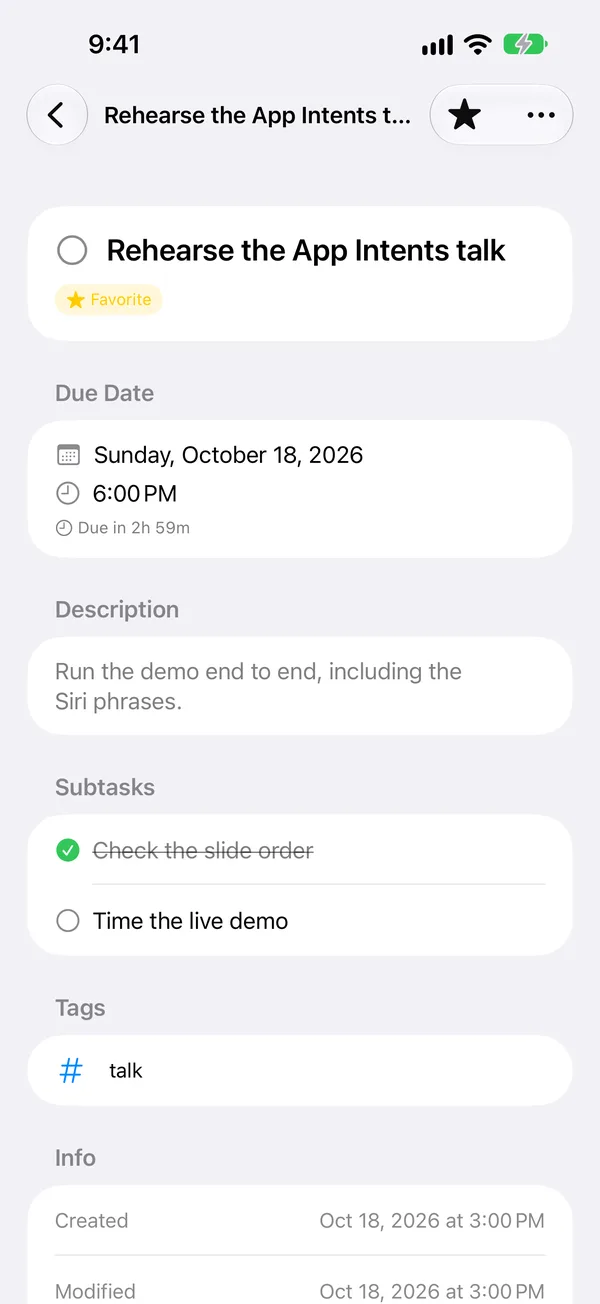 9:41
Rehearse the App Intents t...
Rehearse the App Intents talk
Favorite
Due Date
Sunday, October 18, 2026
6:00 PM
Due in 2h 59m
Description
Run the demo end to end, including the
Siri phrases.
Subtasks
Check the slide order
Time the live demo
Tags
# talk
Info
Created Oct 18, 2026 at 3:00 PM
Modified Oct 18, 2026 at 3:00 PM